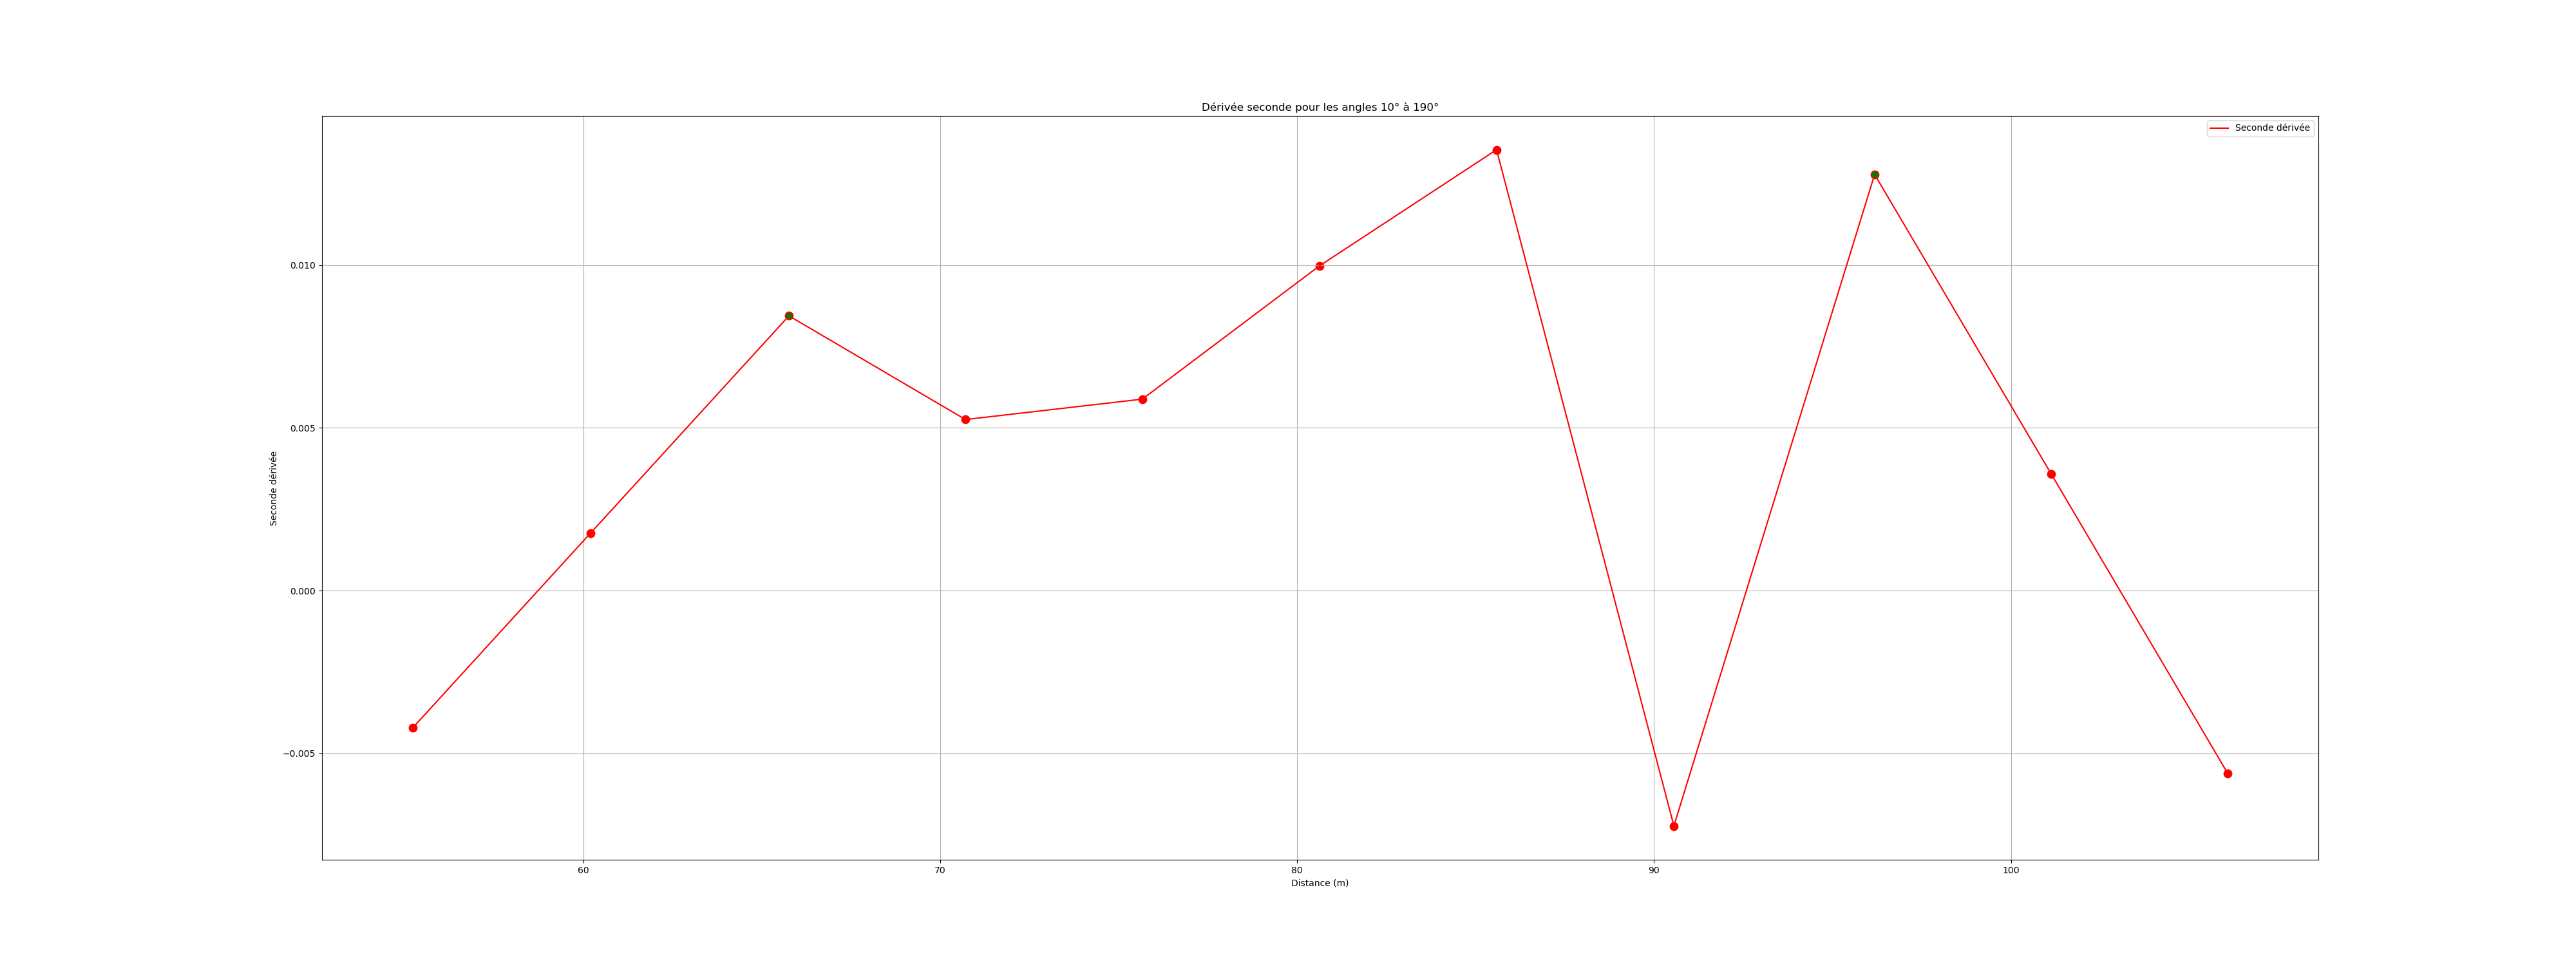 Dérivée seconde pour les angles 10° à 190°
Seconde dérivée
0.010
0.005
0.000
−0.005
Seconde dérivée
60
70
80
90
100
Distance (m)